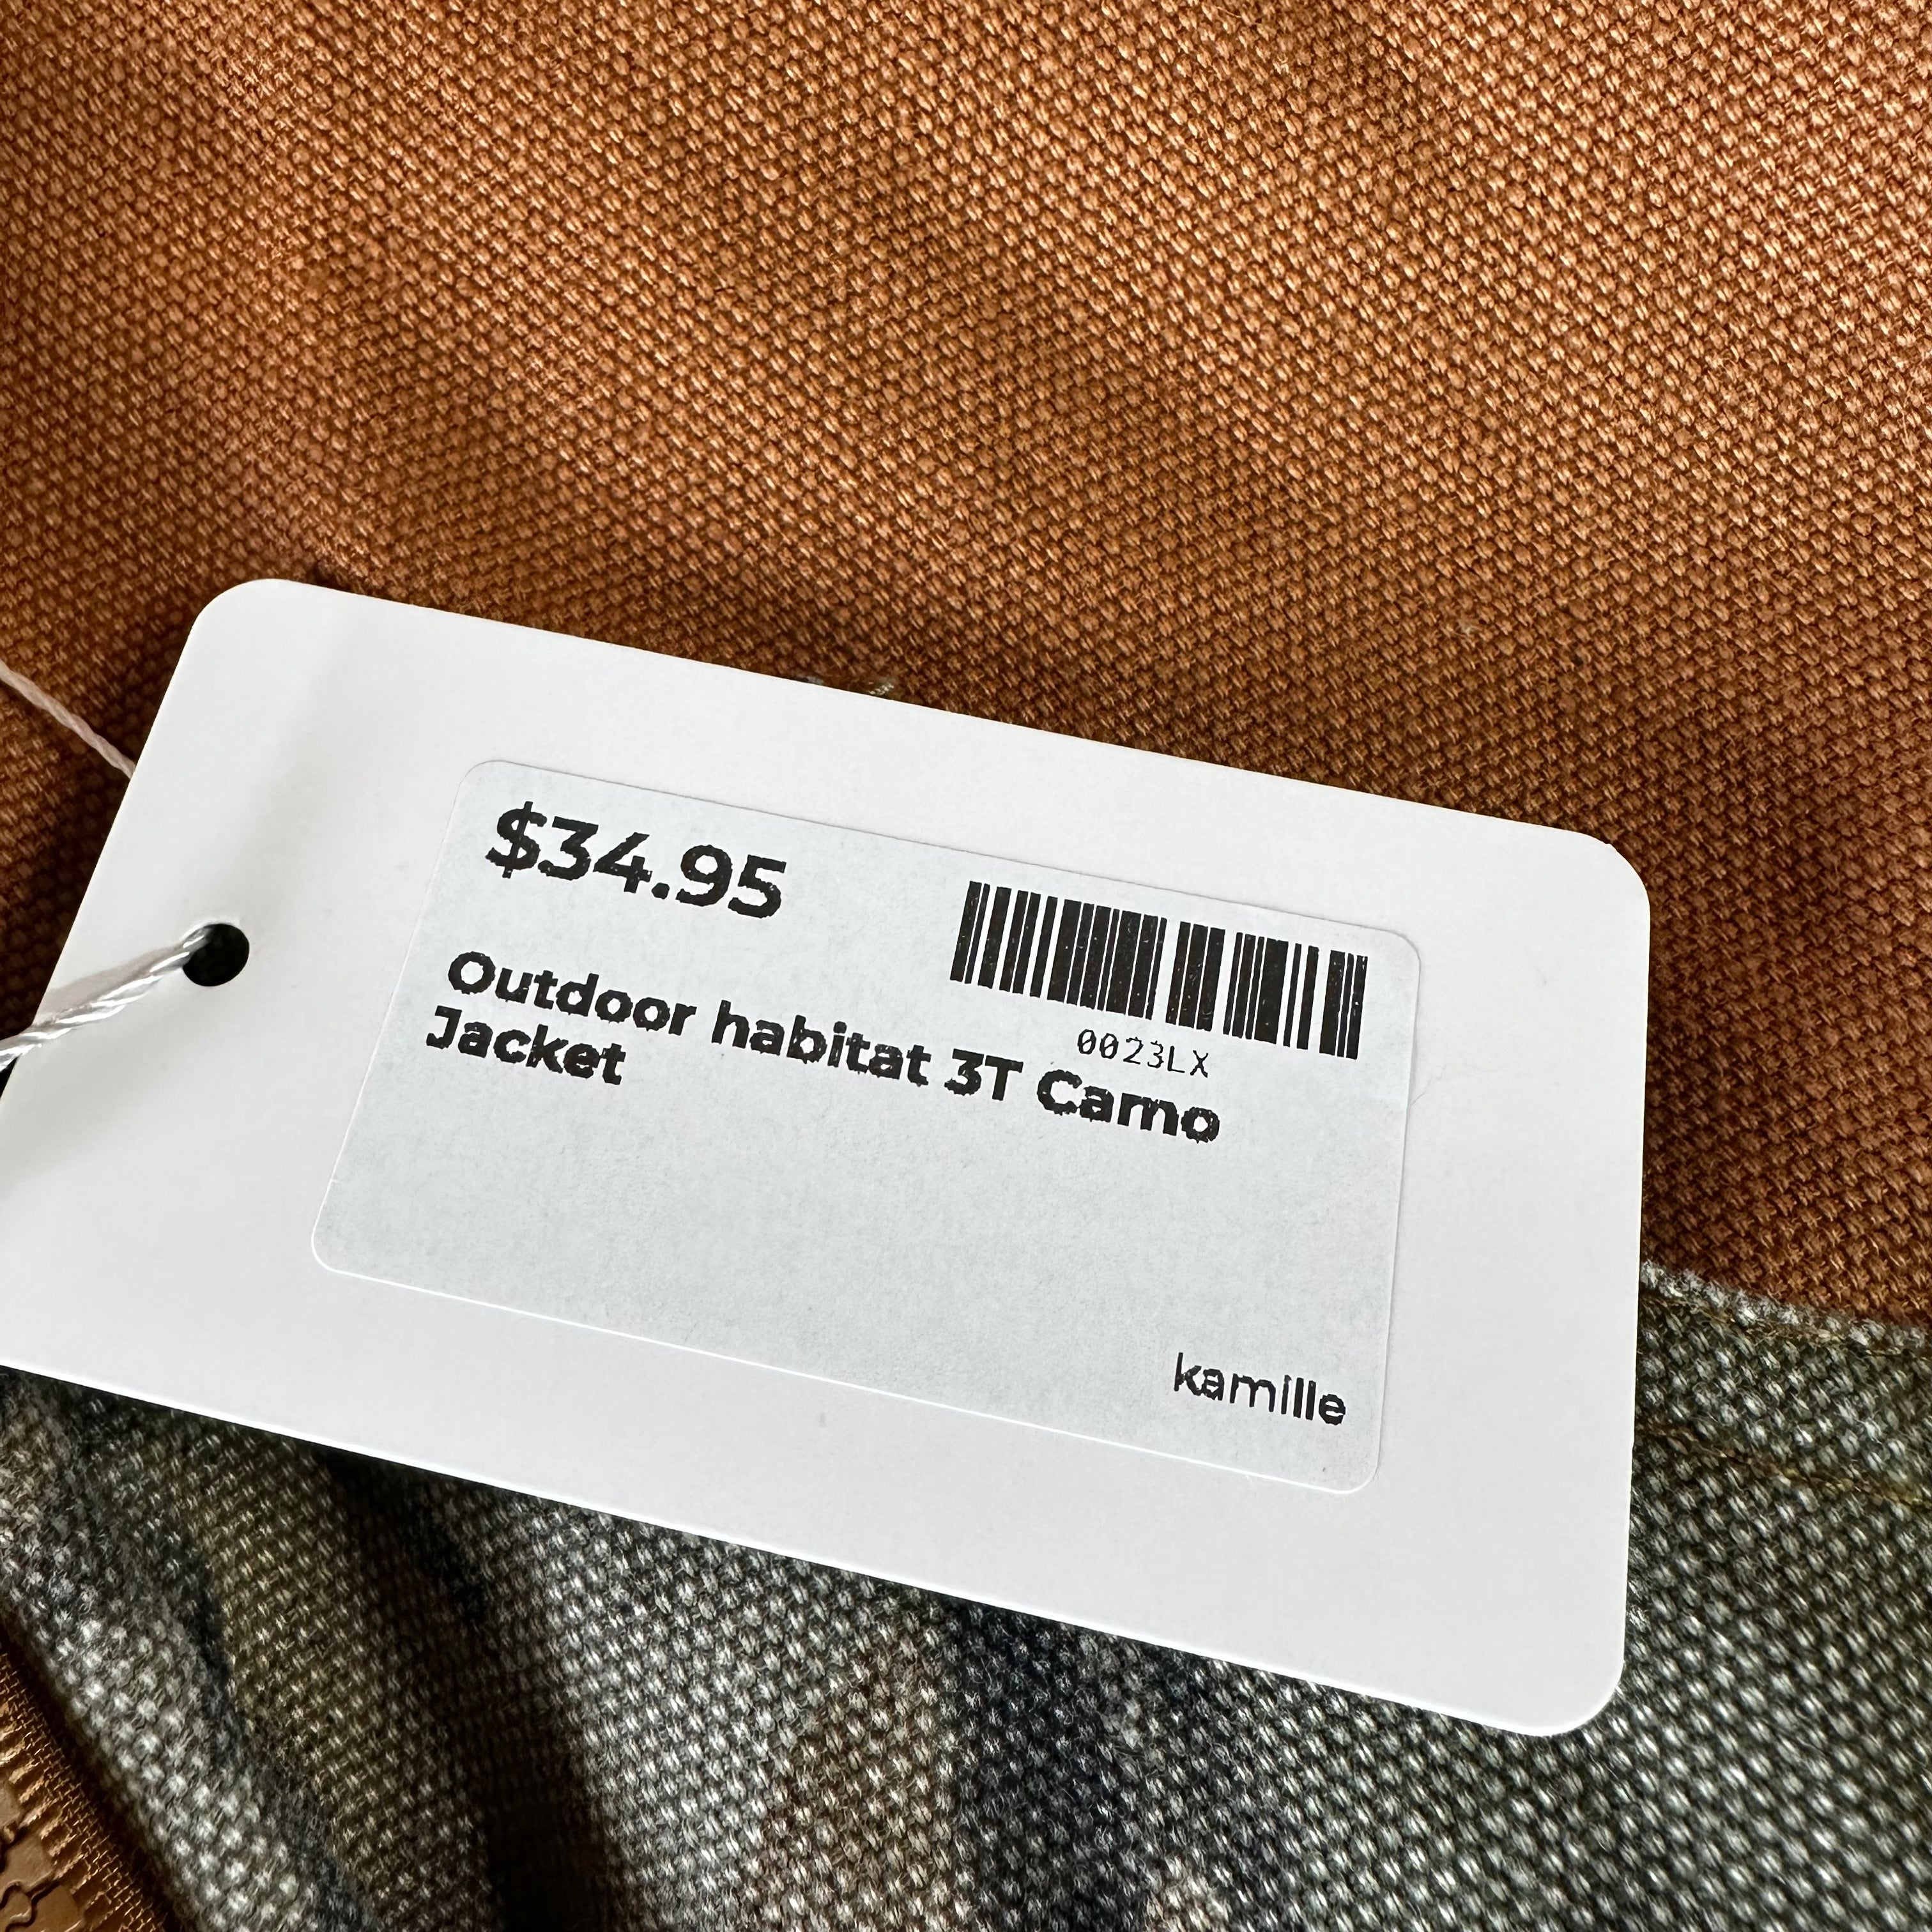 $34.95
0023LX
Outdoor habitat 3T Camo
Jacket
kamille